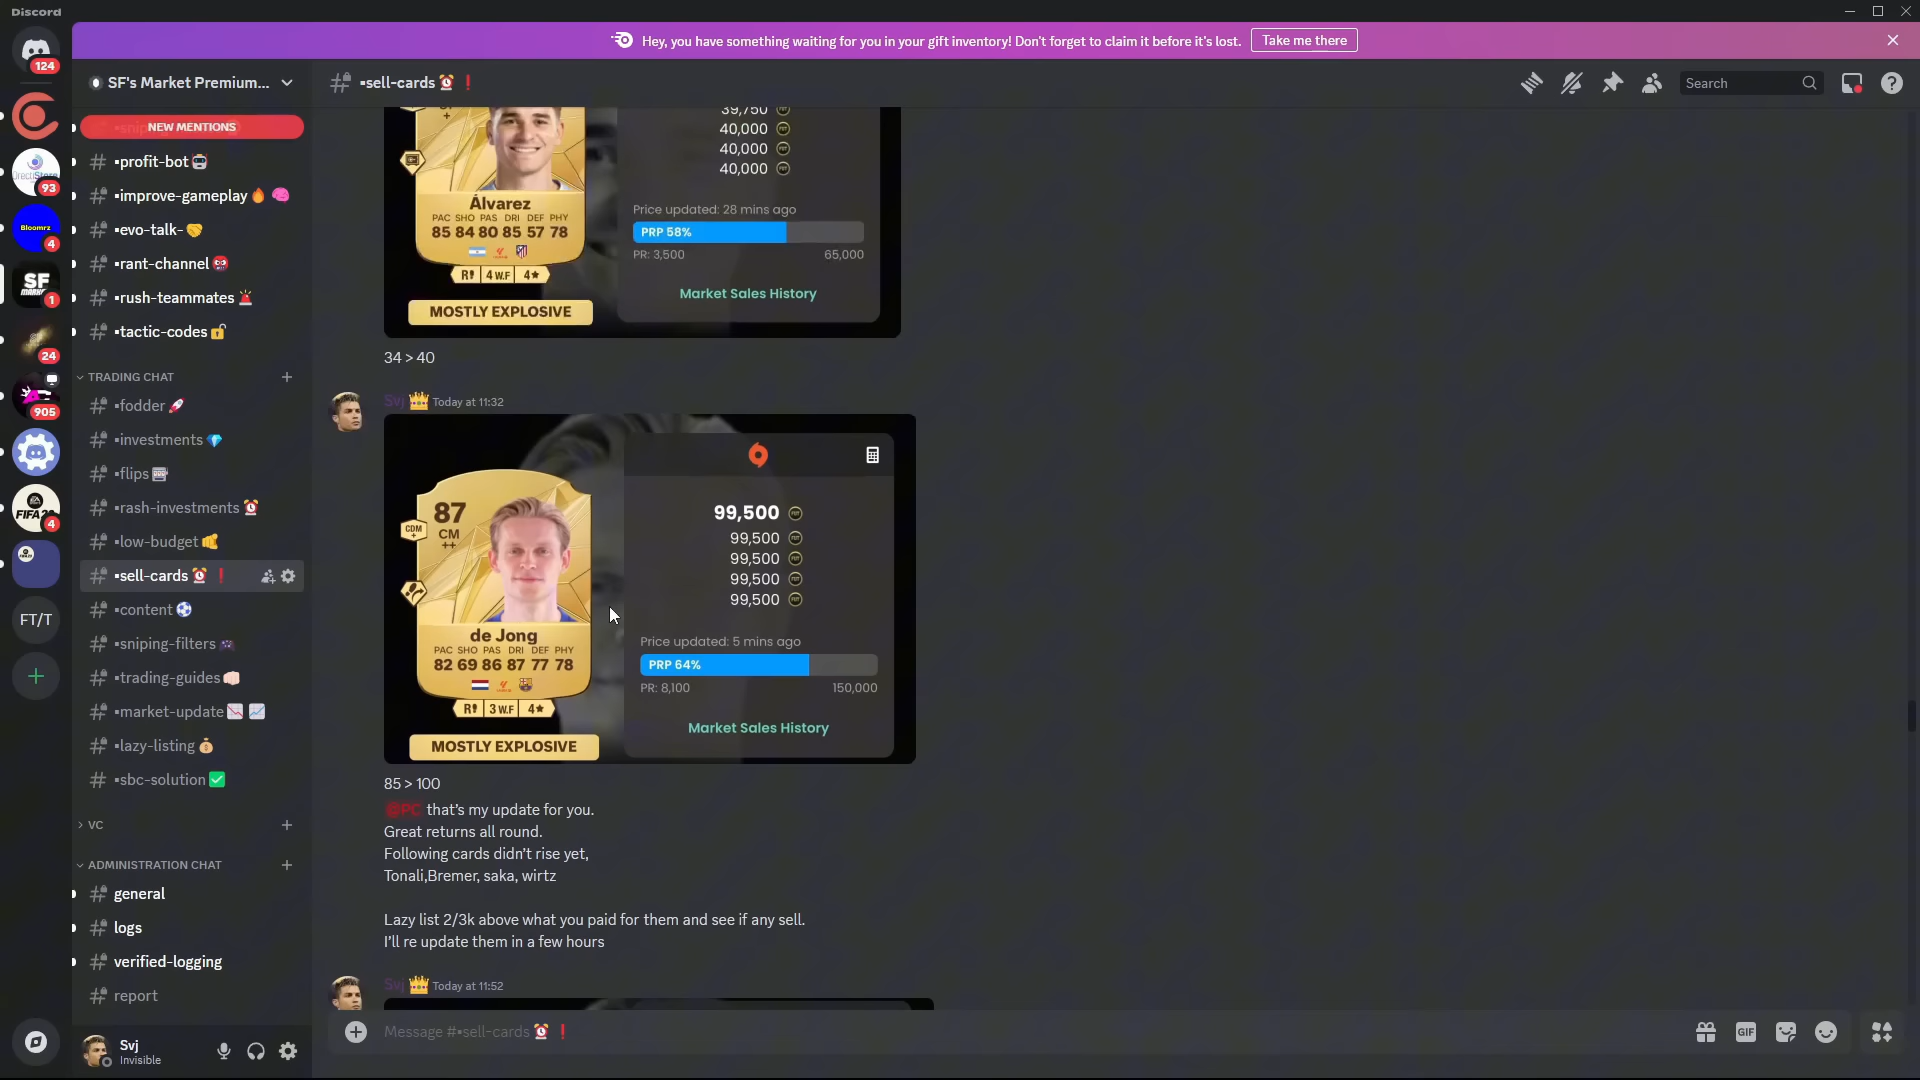 Discord
Hey, you have something waiting for you in your gift inventory! Don't forget to claim it before it's lost.
Take me there
124
SF's Market Premium...
▪sell-cards⏰❗
Search
NEW MENTIONS
▪profit-bot
▪improve-gameplay
▪evo-talk-
▪rant-channel
▪rush-teammates
▪tactic-codes
TRADING CHAT
▪fodder
▪investments
▪flips
▪rash-investments
▪low-budget
▪sell-cards
▪content
▪sniping-filters
▪trading-guides
▪market-update
▪lazy-listing
▪sbc-solution
VC
ADMINISTRATION CHAT
general
logs
verified-logging
report
Svj
Invisible
93
Bloomrz
4
SF
1
24
905
FIFA
4
FT/T
39,750
40,000
40,000
40,000
Álvarez
PAC SHO PAS DRI DEF PHY
85 84 80 85 57 78
4 W.F
4★
MOSTLY EXPLOSIVE
Price updated: 28 mins ago
PRP 58%
PR: 3,500
65,000
Market Sales History
34 > 40
Svj
Today at 11:32
87
CM
++
CDM
+
de Jong
PAC SHO PAS DRI DEF PHY
82 69 86 87 77 78
3 W.F
4★
MOSTLY EXPLOSIVE
99,500
99,500
99,500
99,500
99,500
Price updated: 5 mins ago
PRP 64%
PR: 8,100
150,000
Market Sales History
85 > 100
@PC that's my update for you.
Great returns all round.
Following cards didn't rise yet,
Tonali,Bremer, saka, wirtz
Lazy list 2/3k above what you paid for them and see if any sell.
I'll re update them in a few hours
Svj
Today at 11:52
Message #▪sell-cards⏰❗
GIF